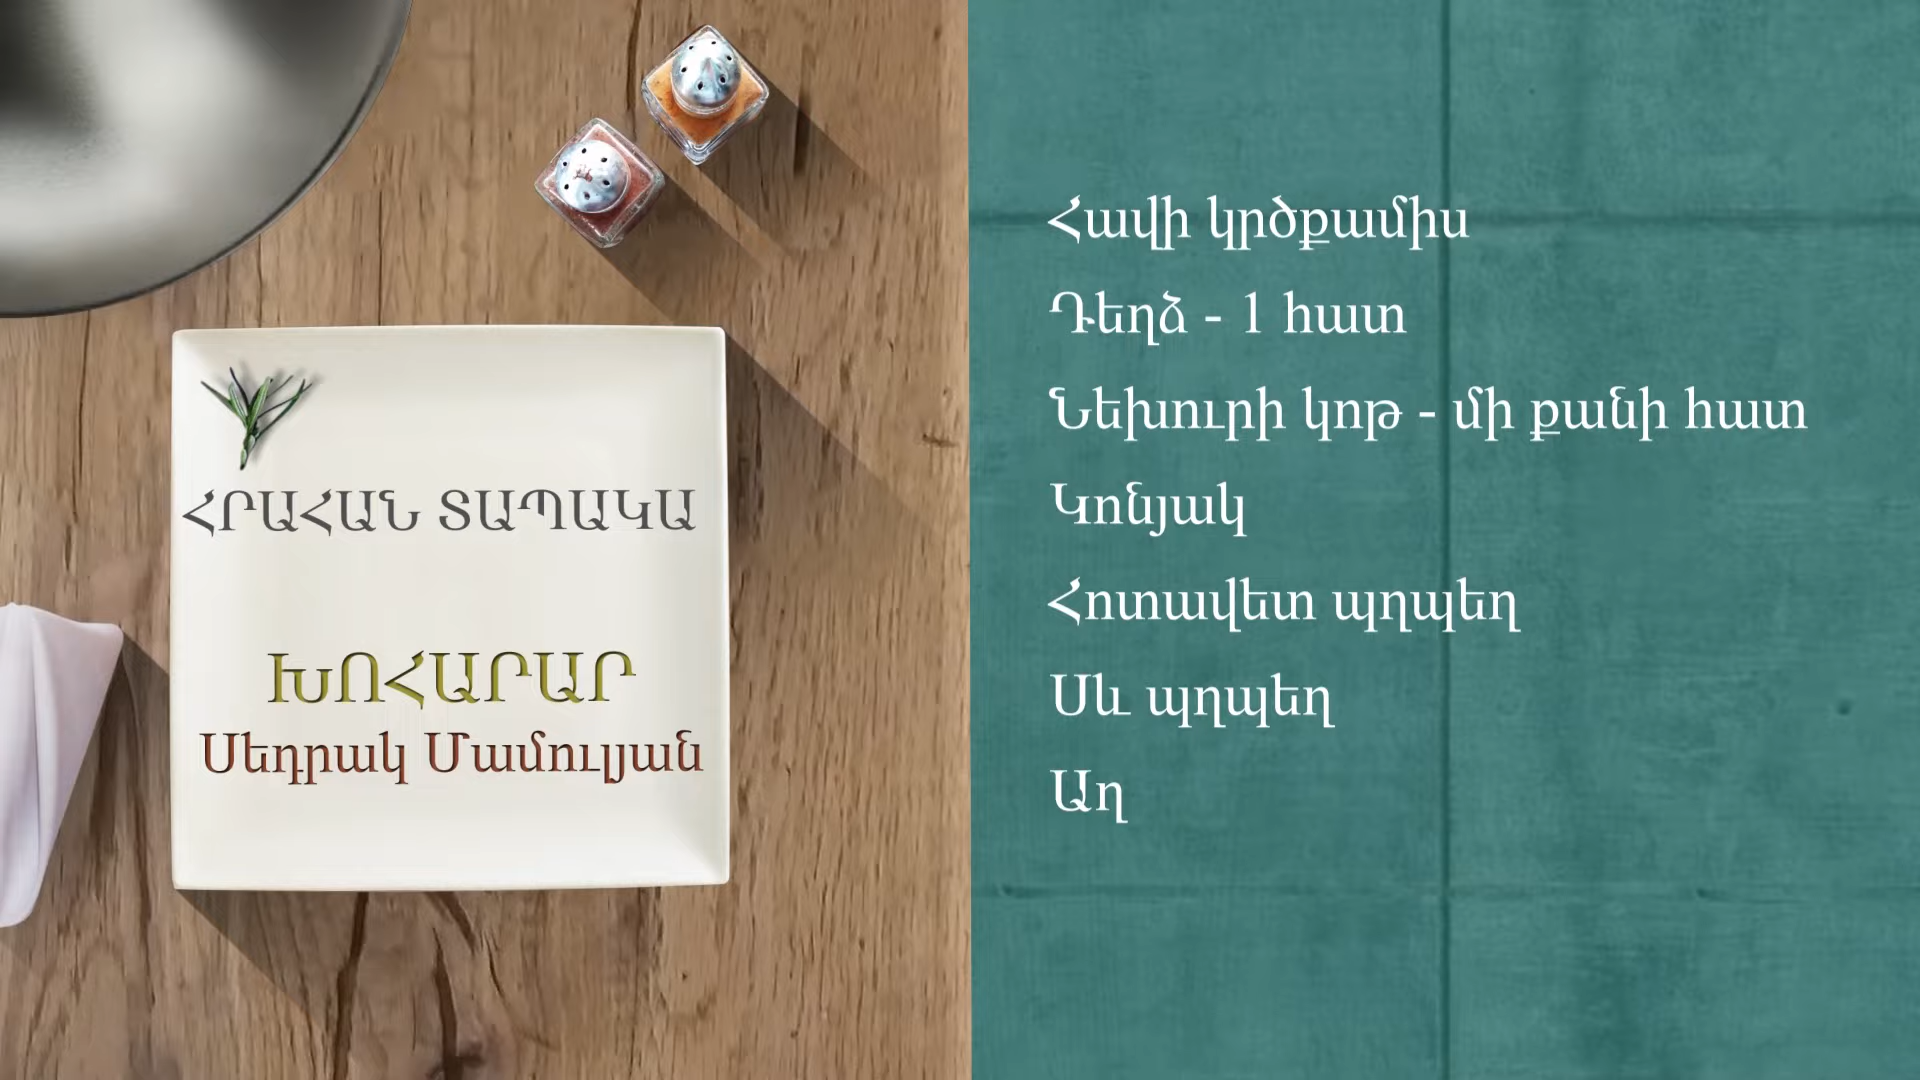 ՀՐԱՀԱՆ ՏԱՊԱԿԱ
ԽՈՀԱՐԱՐ
Սեդրակ Մամուլյան
Հավի կրծքամիս
Դեղձ - 1 հատ
Նեխուրի կոթ - մի քանի հատ
Կոնյակ
Հոտավետ պղպեղ
Սև պղպեղ
Աղ